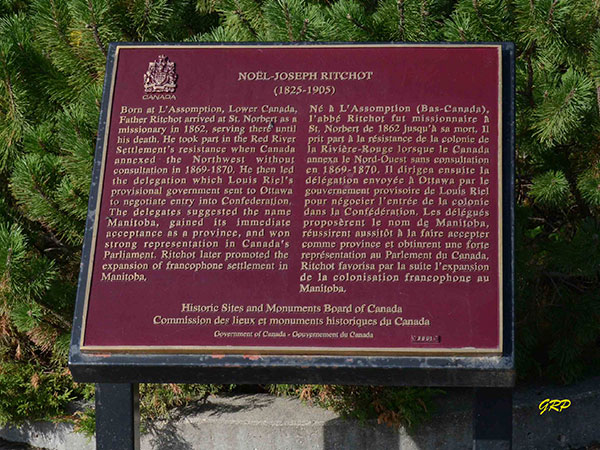 CANADA
NOËL-JOSEPH RITCHOT
(1825-1905)
Born at L'Assomption, Lower Canada,
Father Ritchot arrived at St. Norbert as a
missionary in 1862, serving there until
his death. He took part in the Red River
Settlement's resistance when Canada
annexed the Northwest without
consultation in 1869-1870. He then led
the delegation which Louis Riel's
provisional government sent to Ottawa
to negotiate entry into Confederation.
The delegates suggested the name
Manitoba, gained its immediate
acceptance as a province, and won
strong representation in Canada's
Parliament. Ritchot later promoted the
expansion of francophone settlement in
Manitoba.
Né à L'Assomption (Bas-Canada),
l'abbé Ritchot fut missionnaire à
St. Norbert de 1862 jusqu'à sa mort. Il
prit part à la résistance de la colonie de
la Rivière-Rouge lorsque le Canada
annexa le Nord-Ouest sans consultation
en 1869-1870. Il dirigea ensuite la
délégation envoyée à Ottawa par le
gouvernement provisoire de Louis Riel
pour négocier l'entrée de la colonie
dans la Confédération. Les délégués
proposèrent le nom de Manitoba,
réussirent aussitôt à la faire accepter
comme province et obtinrent une forte
représentation au Parlement du Canada.
Ritchot favorisa par la suite l'expansion
de la colonisation francophone au
Manitoba.
Historic Sites and Monuments Board of Canada
Commission des lieux et monuments historiques du Canada
Government of Canada - Gouvernement du Canada
GRP